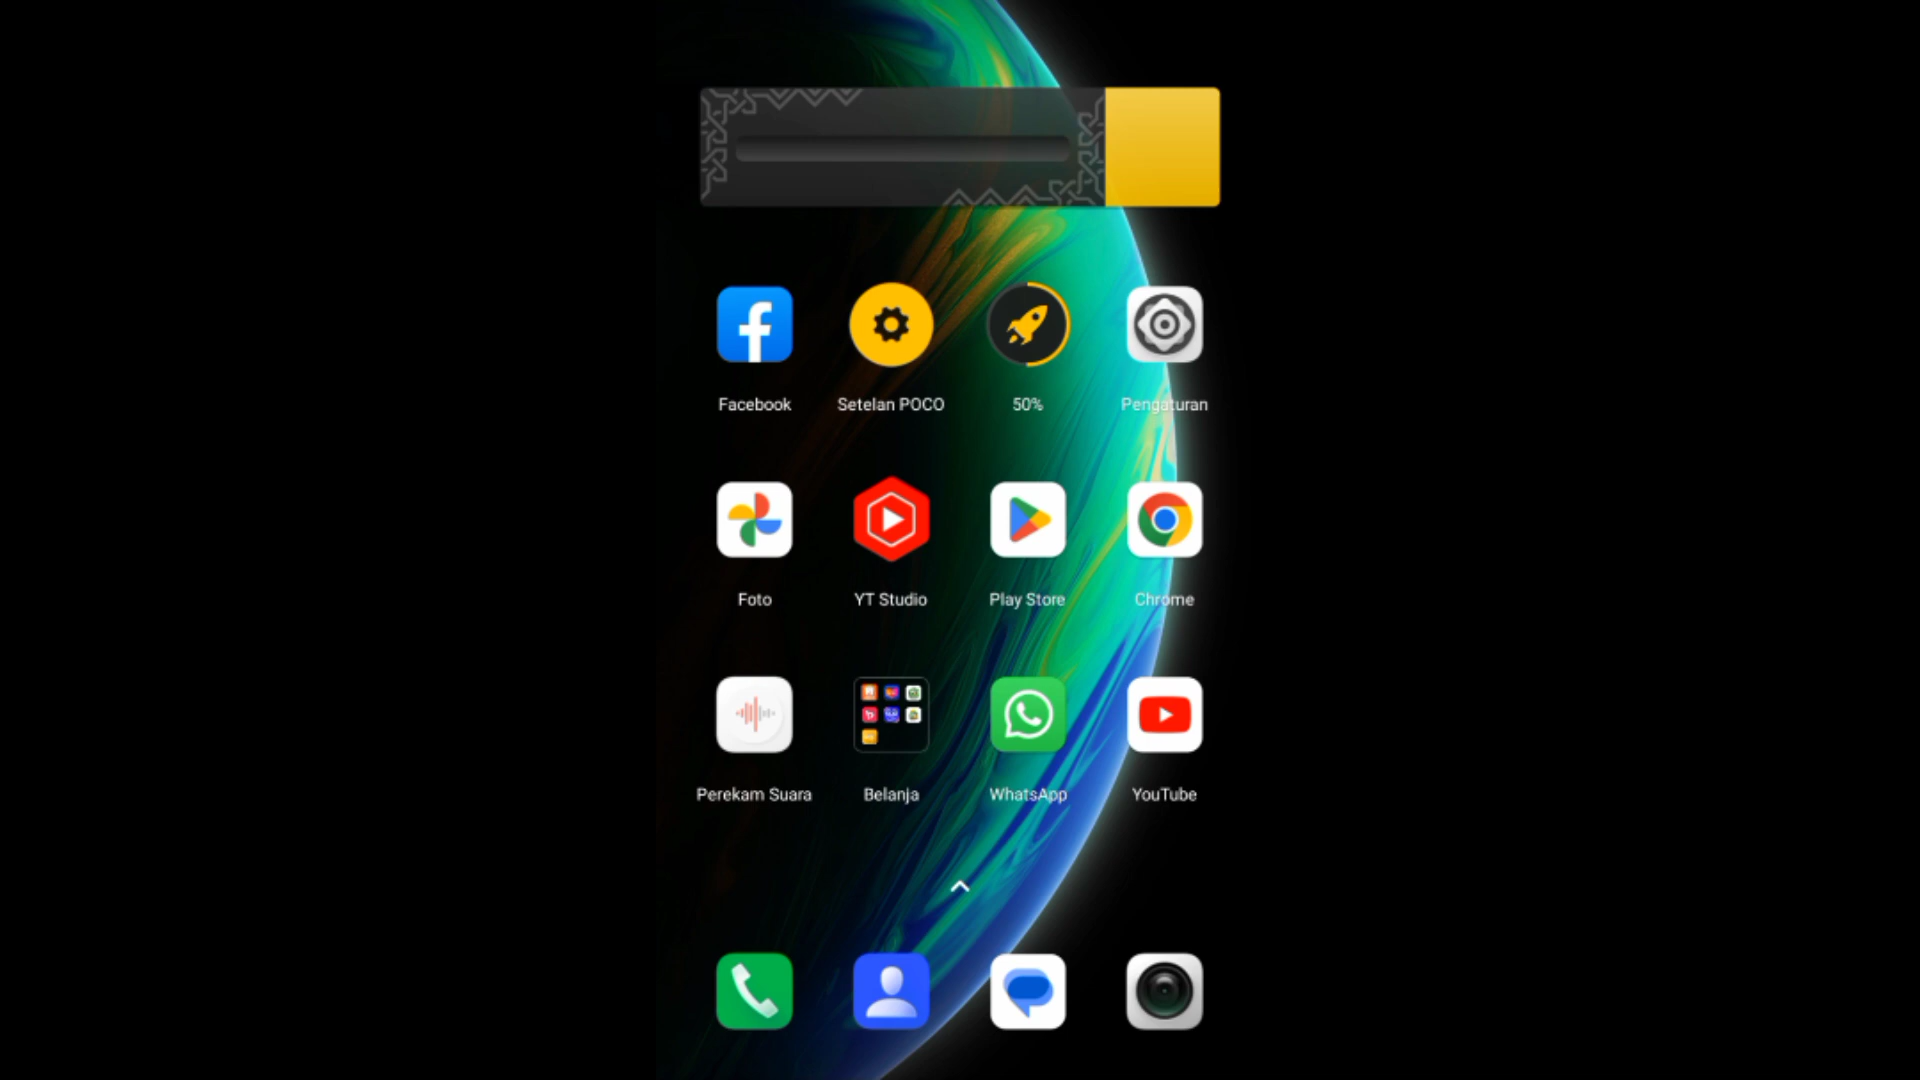 Facebook
Setelan POCO
50%
Pengaturan
Foto
YT Studio
Play Store
Chrome
Perekam Suara
Belanja
WhatsApp
YouTube